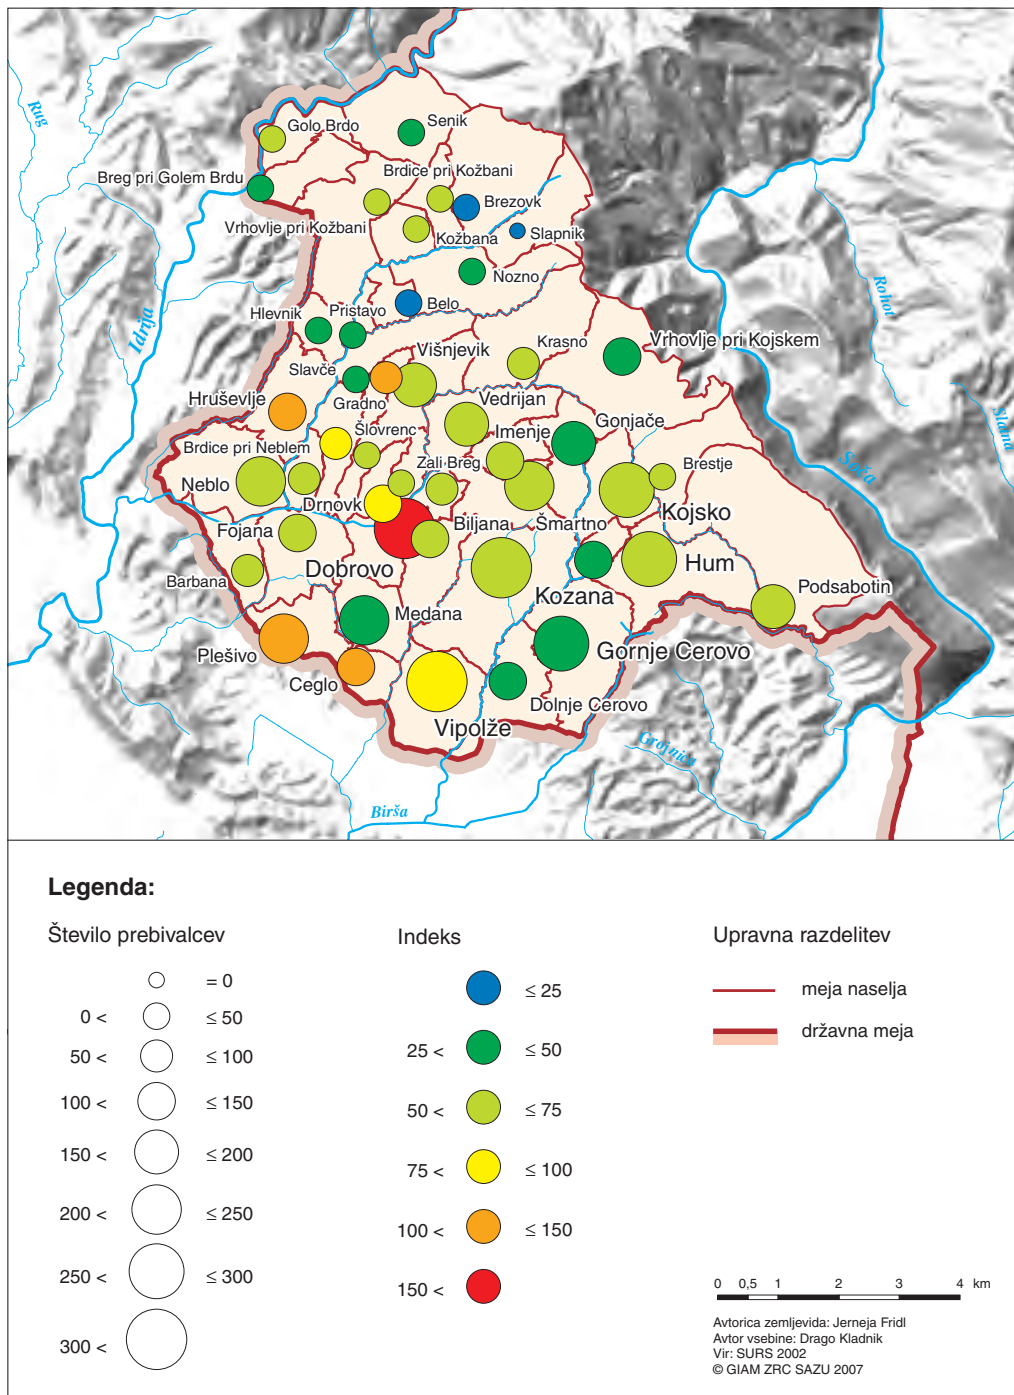 Rug
Golo Brdo
Senik
Breg pri Golem Brdu
Brdice pri Kožbani
Brezovk
Vrhovlje pri Kožbani
Kožbana
Slapnik
Nozno
Idrija
Rohot
Hlevnik
Pristavo
Belo
Višnjevik
Krasno
Vrhovlje pri Kojskem
Slavče
Gradno
Hruševlje
Vedrijan
Gonjače
Slama
Brdice pri Neblem
Šlovrenc
Imenje
Zali Breg
Brestje
Soča
Neblo
Drnovk
Kojsko
Fojana
Biljana
Šmartno
Dobrovo
Hum
Barbana
Kozana
Podsabotin
Medana
Plešivo
Gornje Cerovo
Ceglo
Dolnje Cerovo
Vipolže
Grojnica
Birša
Legenda:
Število prebivalcev
= 0
0 < ≤ 50
50 < ≤ 100
100 < ≤ 150
150 < ≤ 200
200 < ≤ 250
250 < ≤ 300
300 <
Indeks
≤ 25
25 < ≤ 50
50 < ≤ 75
75 < ≤ 100
100 < ≤ 150
150 <
Upravna razdelitev
meja naselja
državna meja
0 0,5 1 2 3 4 km
Avtorica zemljevida: Jerneja Fridl
Avtor vsebine: Drago Kladnik
Vir: SURS 2002
© GIAM ZRC SAZU 2007